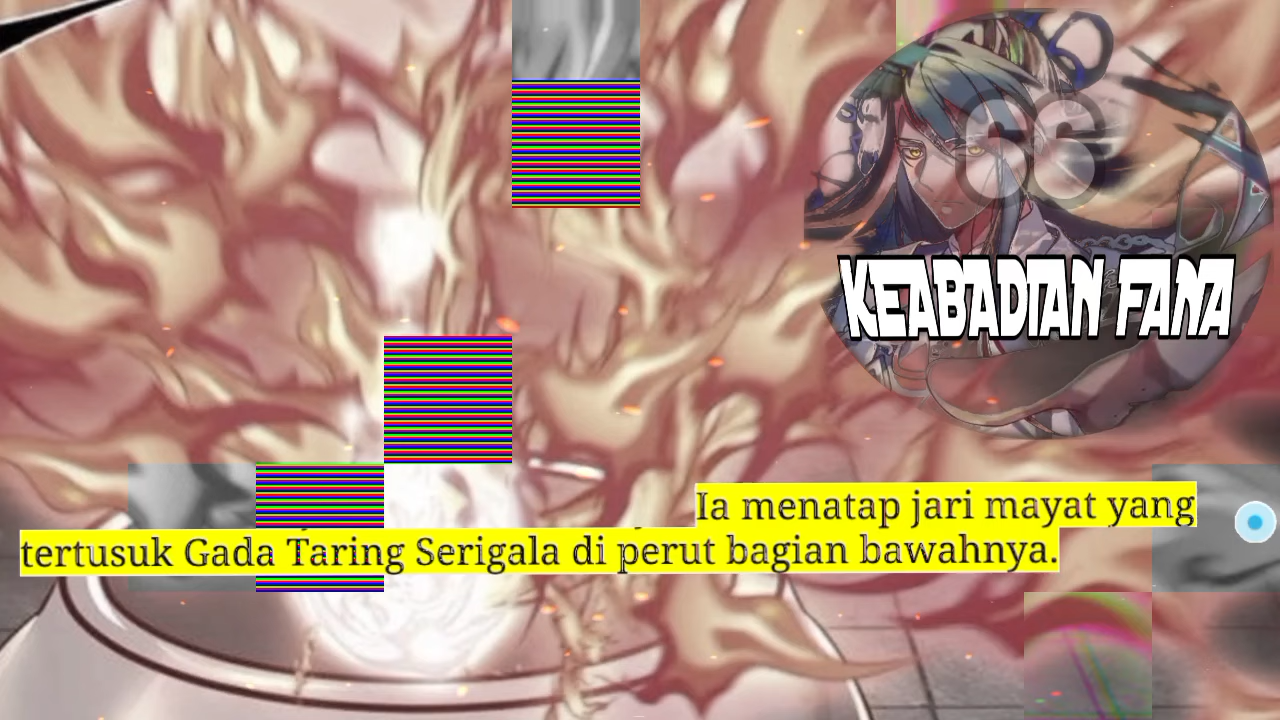 KEABADIAN FANA
Ia menatap jari mayat yang
tertusuk Gada Taring Serigala di perut bagian bawahnya.